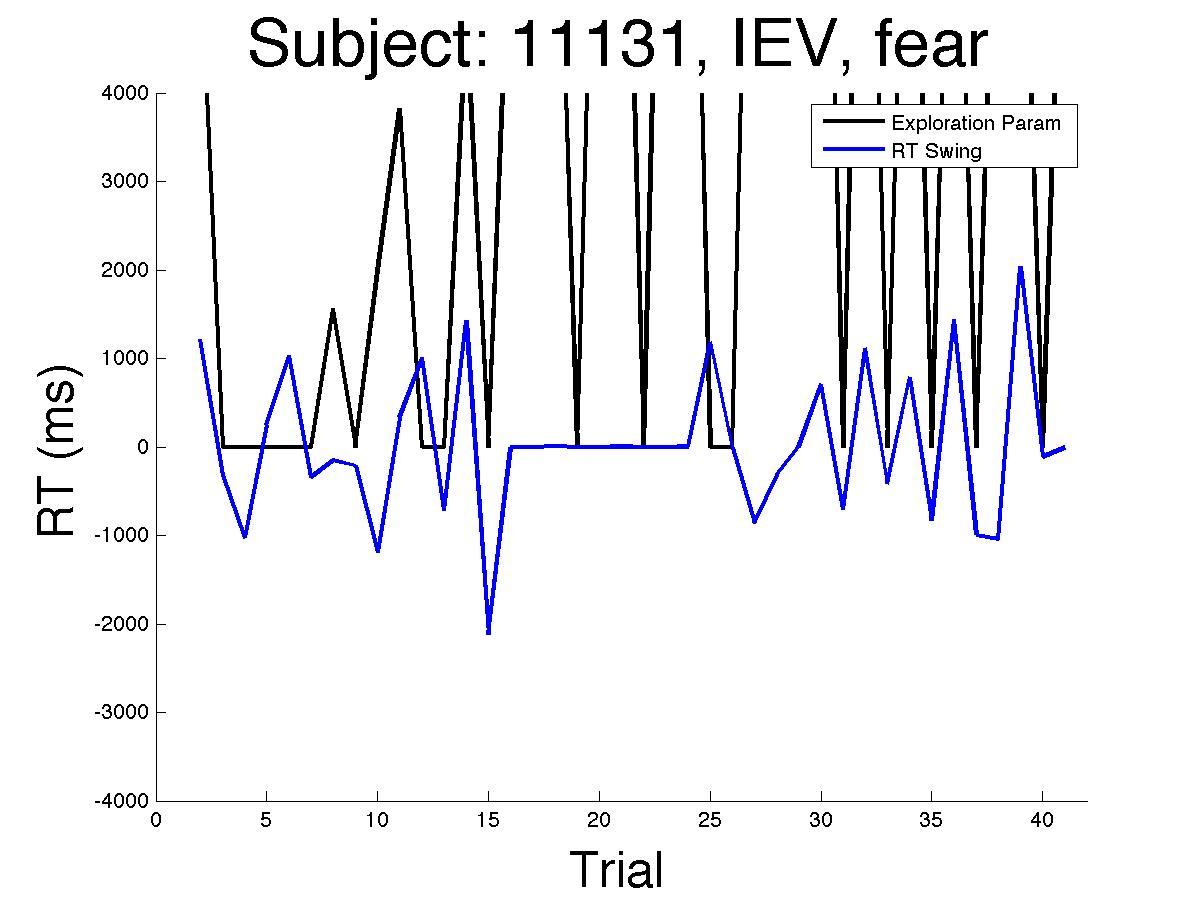 Subject: 11131, IEV, fear
4000
3000
2000
1000
0
-1000
-2000
-3000
-4000
RT (ms)
Exploration Param
RT Swing
0 5 10 15 20 25 30 35 40
Trial